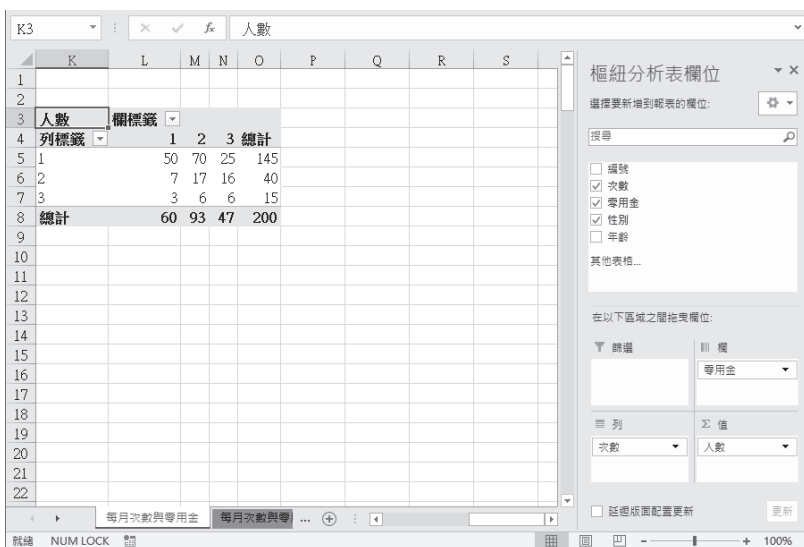 K3 fx 人數
K L M N O P Q R S
1
2
3 人數 欄標籤
4 列標籤 1 2 3 總計
5 1 50 70 25 145
6 2 7 17 16 40
7 3 3 6 6 15
8 總計 60 93 47 200
9
10
11
12
13
14
15
16
17
18
19
20
21
22
每月次數與零用金 每月次數與零 ...
就緒 NUM LOCK 100%
樞紐分析表欄位
選擇要新增到報表的欄位:
搜尋
編號
次數
零用金
性別
年齡
其他表格...
在以下區域之間拖曳欄位:
篩選 欄
零用金
列 Σ 值
次數 人數
延遲版面配置更新 更新